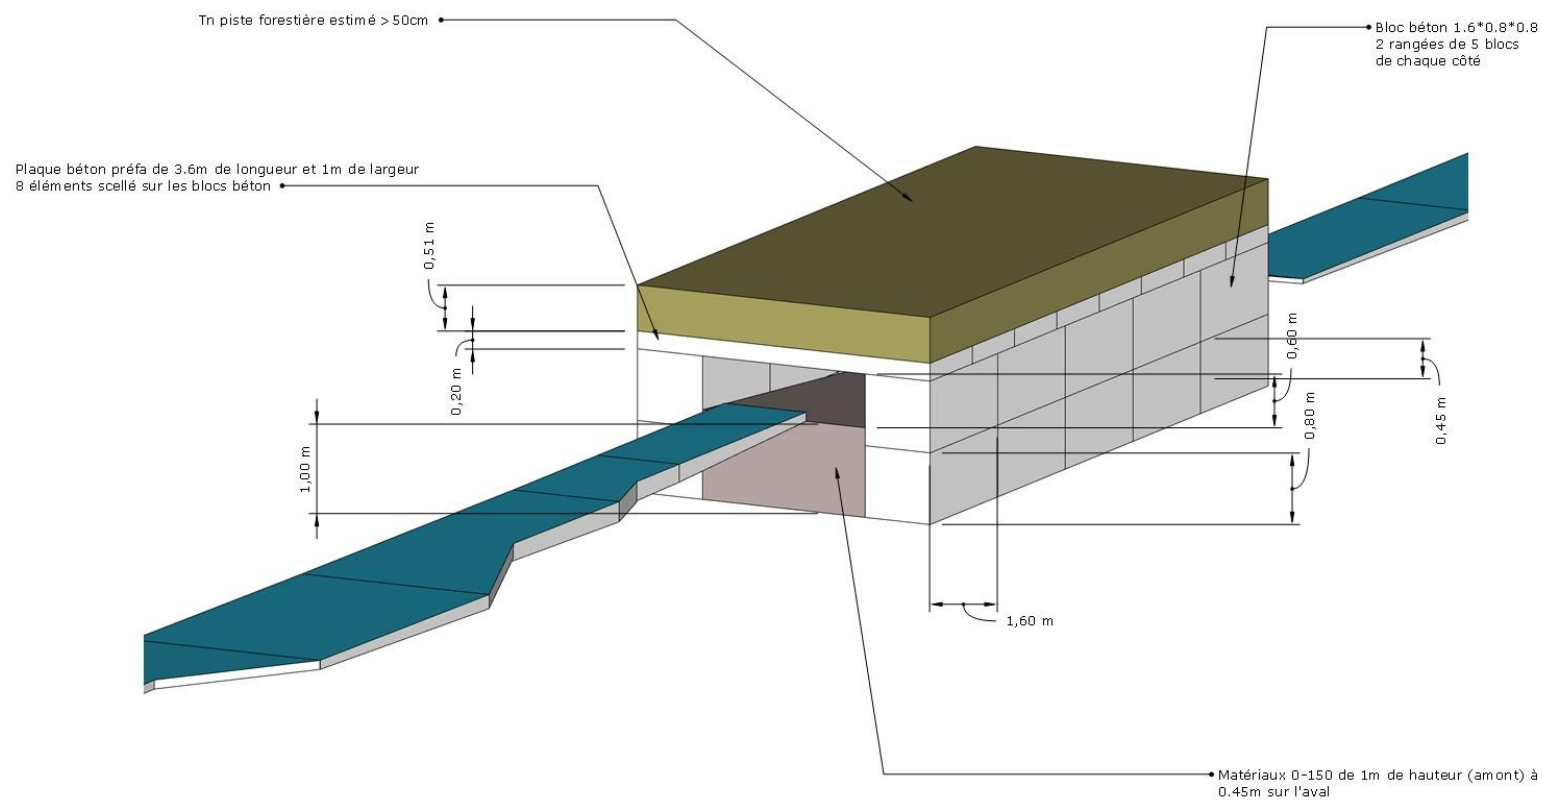 Tn piste forestière estimé > 50cm
Bloc béton 1.6*0.8*0.8
2 rangées de 5 blocs
de chaque côté
Plaque béton préfa de 3.6m de longueur et 1m de largeur
8 éléments scellé sur les blocs béton
0,51 m
0,20 m
1,00 m
0,60 m
0,45 m
0,80 m
1,60 m
Matériaux 0-150 de 1m de hauteur (amont) à
0.45m sur l'aval